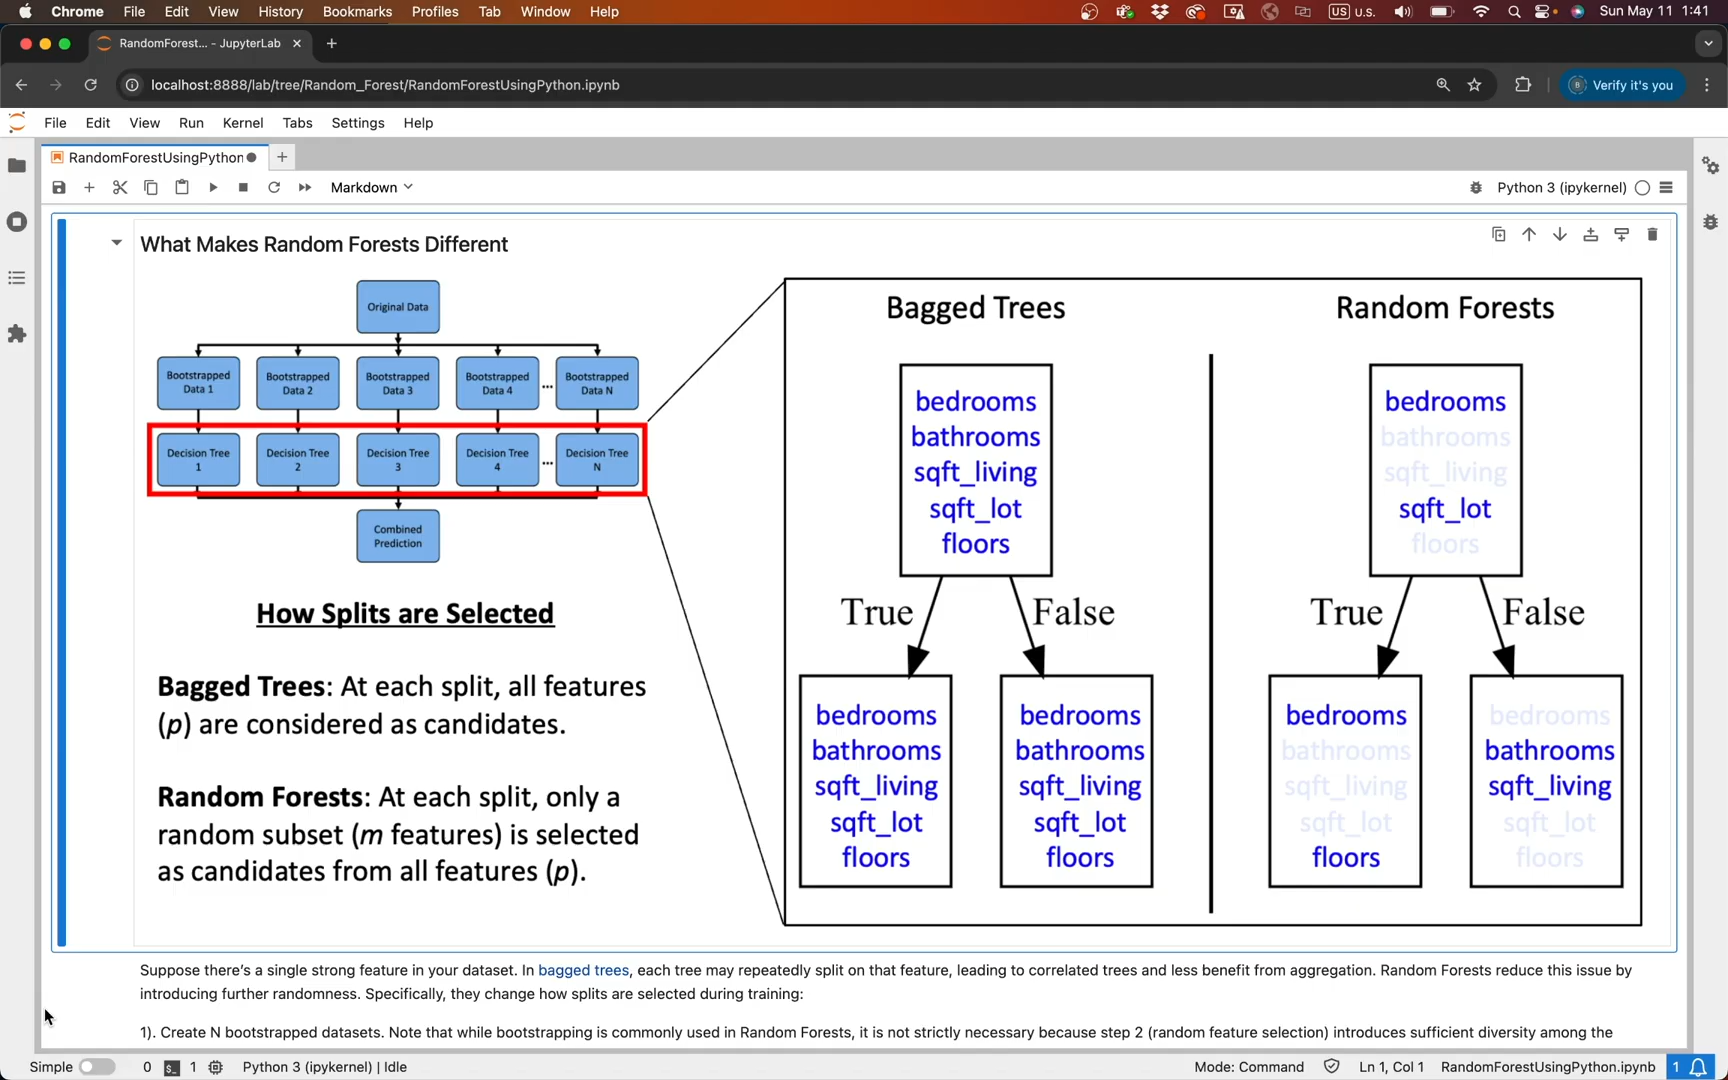 Chrome File Edit View History Bookmarks Profiles Tab Window Help US U.S. Sun May 11 1:41
RandomForest... - JupyterLab
localhost:8888/lab/tree/Random_Forest/RandomForestUsingPython.ipynb Verify it's you
File Edit View Run Kernel Tabs Settings Help
RandomForestUsingPython
Markdown Python 3 (ipykernel)
What Makes Random Forests Different
Original Data
Bootstrapped Data 1
Bootstrapped Data 2
Bootstrapped Data 3
Bootstrapped Data 4
...
Bootstrapped Data N
Decision Tree 1
Decision Tree 2
Decision Tree 3
Decision Tree 4
...
Decision Tree N
Combined
Prediction
How Splits are Selected
Bagged Trees: At each split, all features
(p) are considered as candidates.
Random Forests: At each split, only a
random subset (m features) is selected
as candidates from all features (p).
Bagged Trees
bedrooms
bathrooms
sqft_living
sqft_lot
floors
True False
bedrooms
bathrooms
sqft_living
sqft_lot
floors
bedrooms
bathrooms
sqft_living
sqft_lot
floors
Random Forests
bedrooms
bathrooms
sqft_living
sqft_lot
floors
True False
bedrooms
bathrooms
sqft_living
sqft_lot
floors
bedrooms
bathrooms
sqft_living
sqft_lot
floors
Suppose there's a single strong feature in your dataset. In bagged trees, each tree may repeatedly split on that feature, leading to correlated trees and less benefit from aggregation. Random Forests reduce this issue by
introducing further randomness. Specifically, they change how splits are selected during training:
1). Create N bootstrapped datasets. Note that while bootstrapping is commonly used in Random Forests, it is not strictly necessary because step 2 (random feature selection) introduces sufficient diversity among the
Simple 0 1 Python 3 (ipykernel) | Idle Mode: Command Ln 1, Col 1 RandomForestUsingPython.ipynb 1